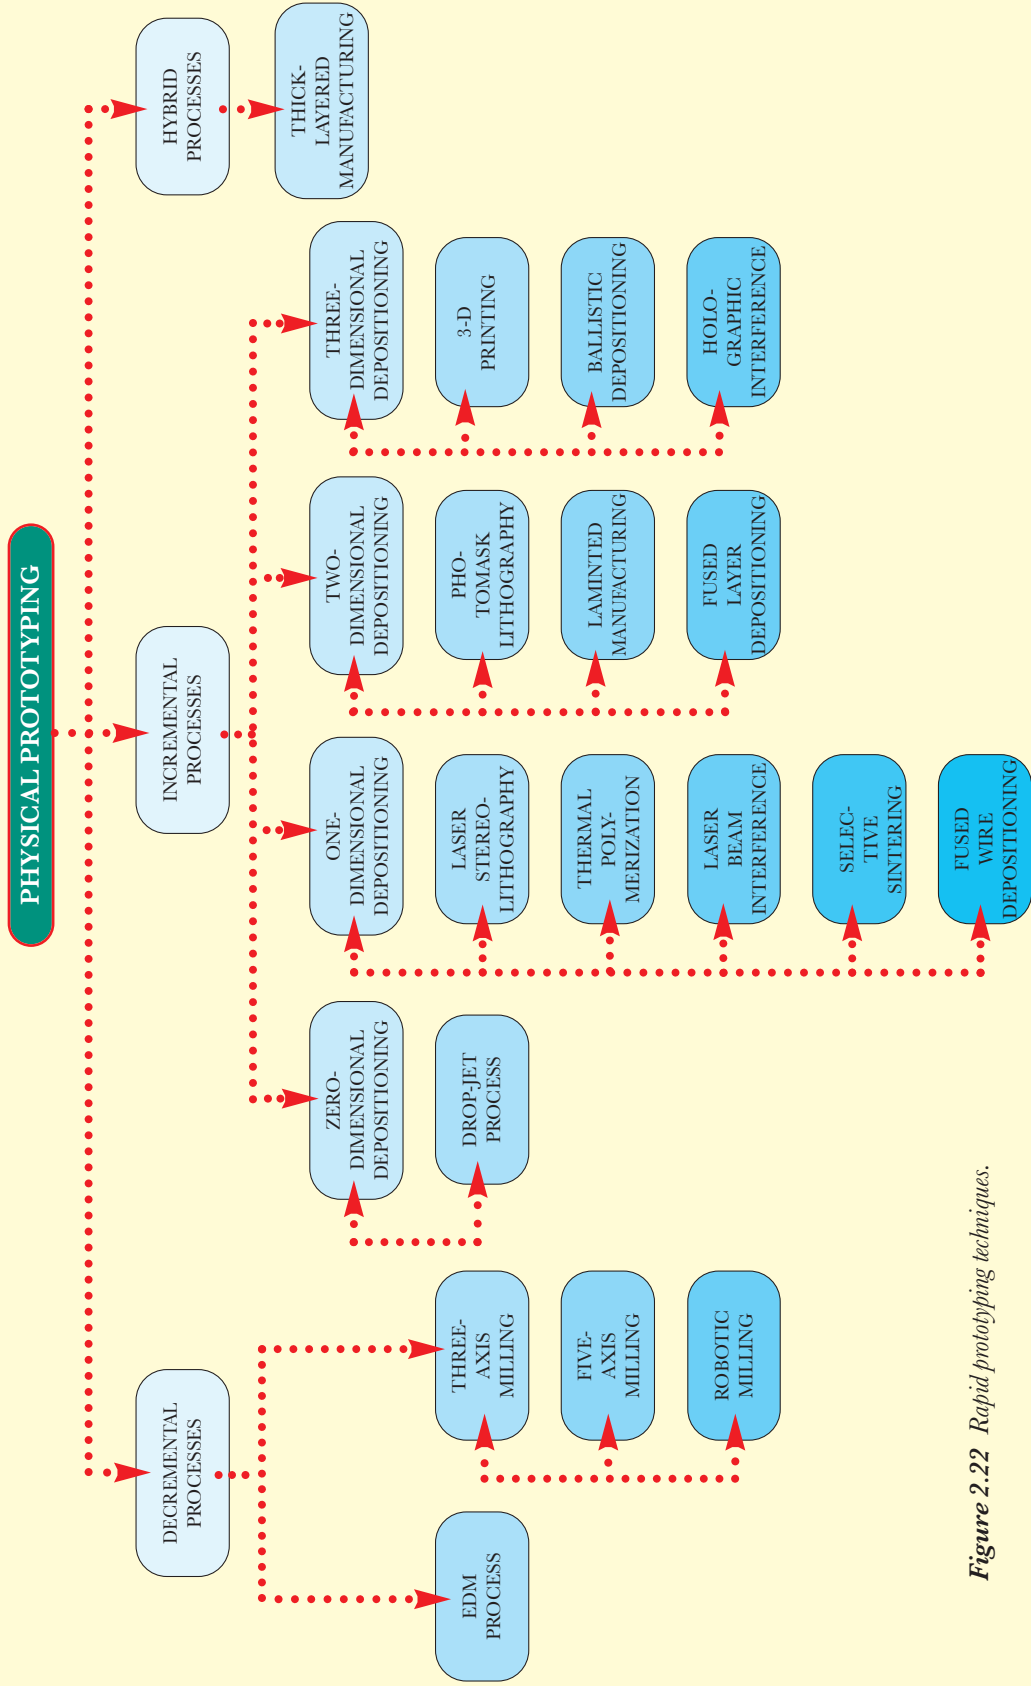 PHYSICAL PROTOTYPING
DECREMENTAL
PROCESSES
INCREMENTAL
PROCESSES
HYBRID
PROCESSES
EDM
PROCESS
THREE-
AXIS
MILLING
FIVE-
AXIS
MILLING
ROBOTIC
MILLING
ZERO-
DIMENSIONAL
DEPOSITIONING
DROP-JET
PROCESS
ONE-
DIMENSIONAL
DEPOSITIONING
LASER
STEREO-
LITHOGRAPHY
THERMAL
POLY-
MERIZATION
LASER
BEAM
INTERFERENCE
SELEC-
TIVE
SINTERING
FUSED
WIRE
DEPOSITIONING
TWO-
DIMENSIONAL
DEPOSITIONING
PHO-
TOMASK
LITHOGRAPHY
LAMINTED
MANUFACTURING
FUSED
LAYER
DEPOSITIONING
THREE-
DIMENSIONAL
DEPOSITIONING
3-D
PRINTING
BALLISTIC
DEPOSITIONING
HOLO-
GRAPHIC
INTERFERENCE
THICK-
LAYERED
MANUFACTURING
Figure 2.22 Rapid prototyping techniques.